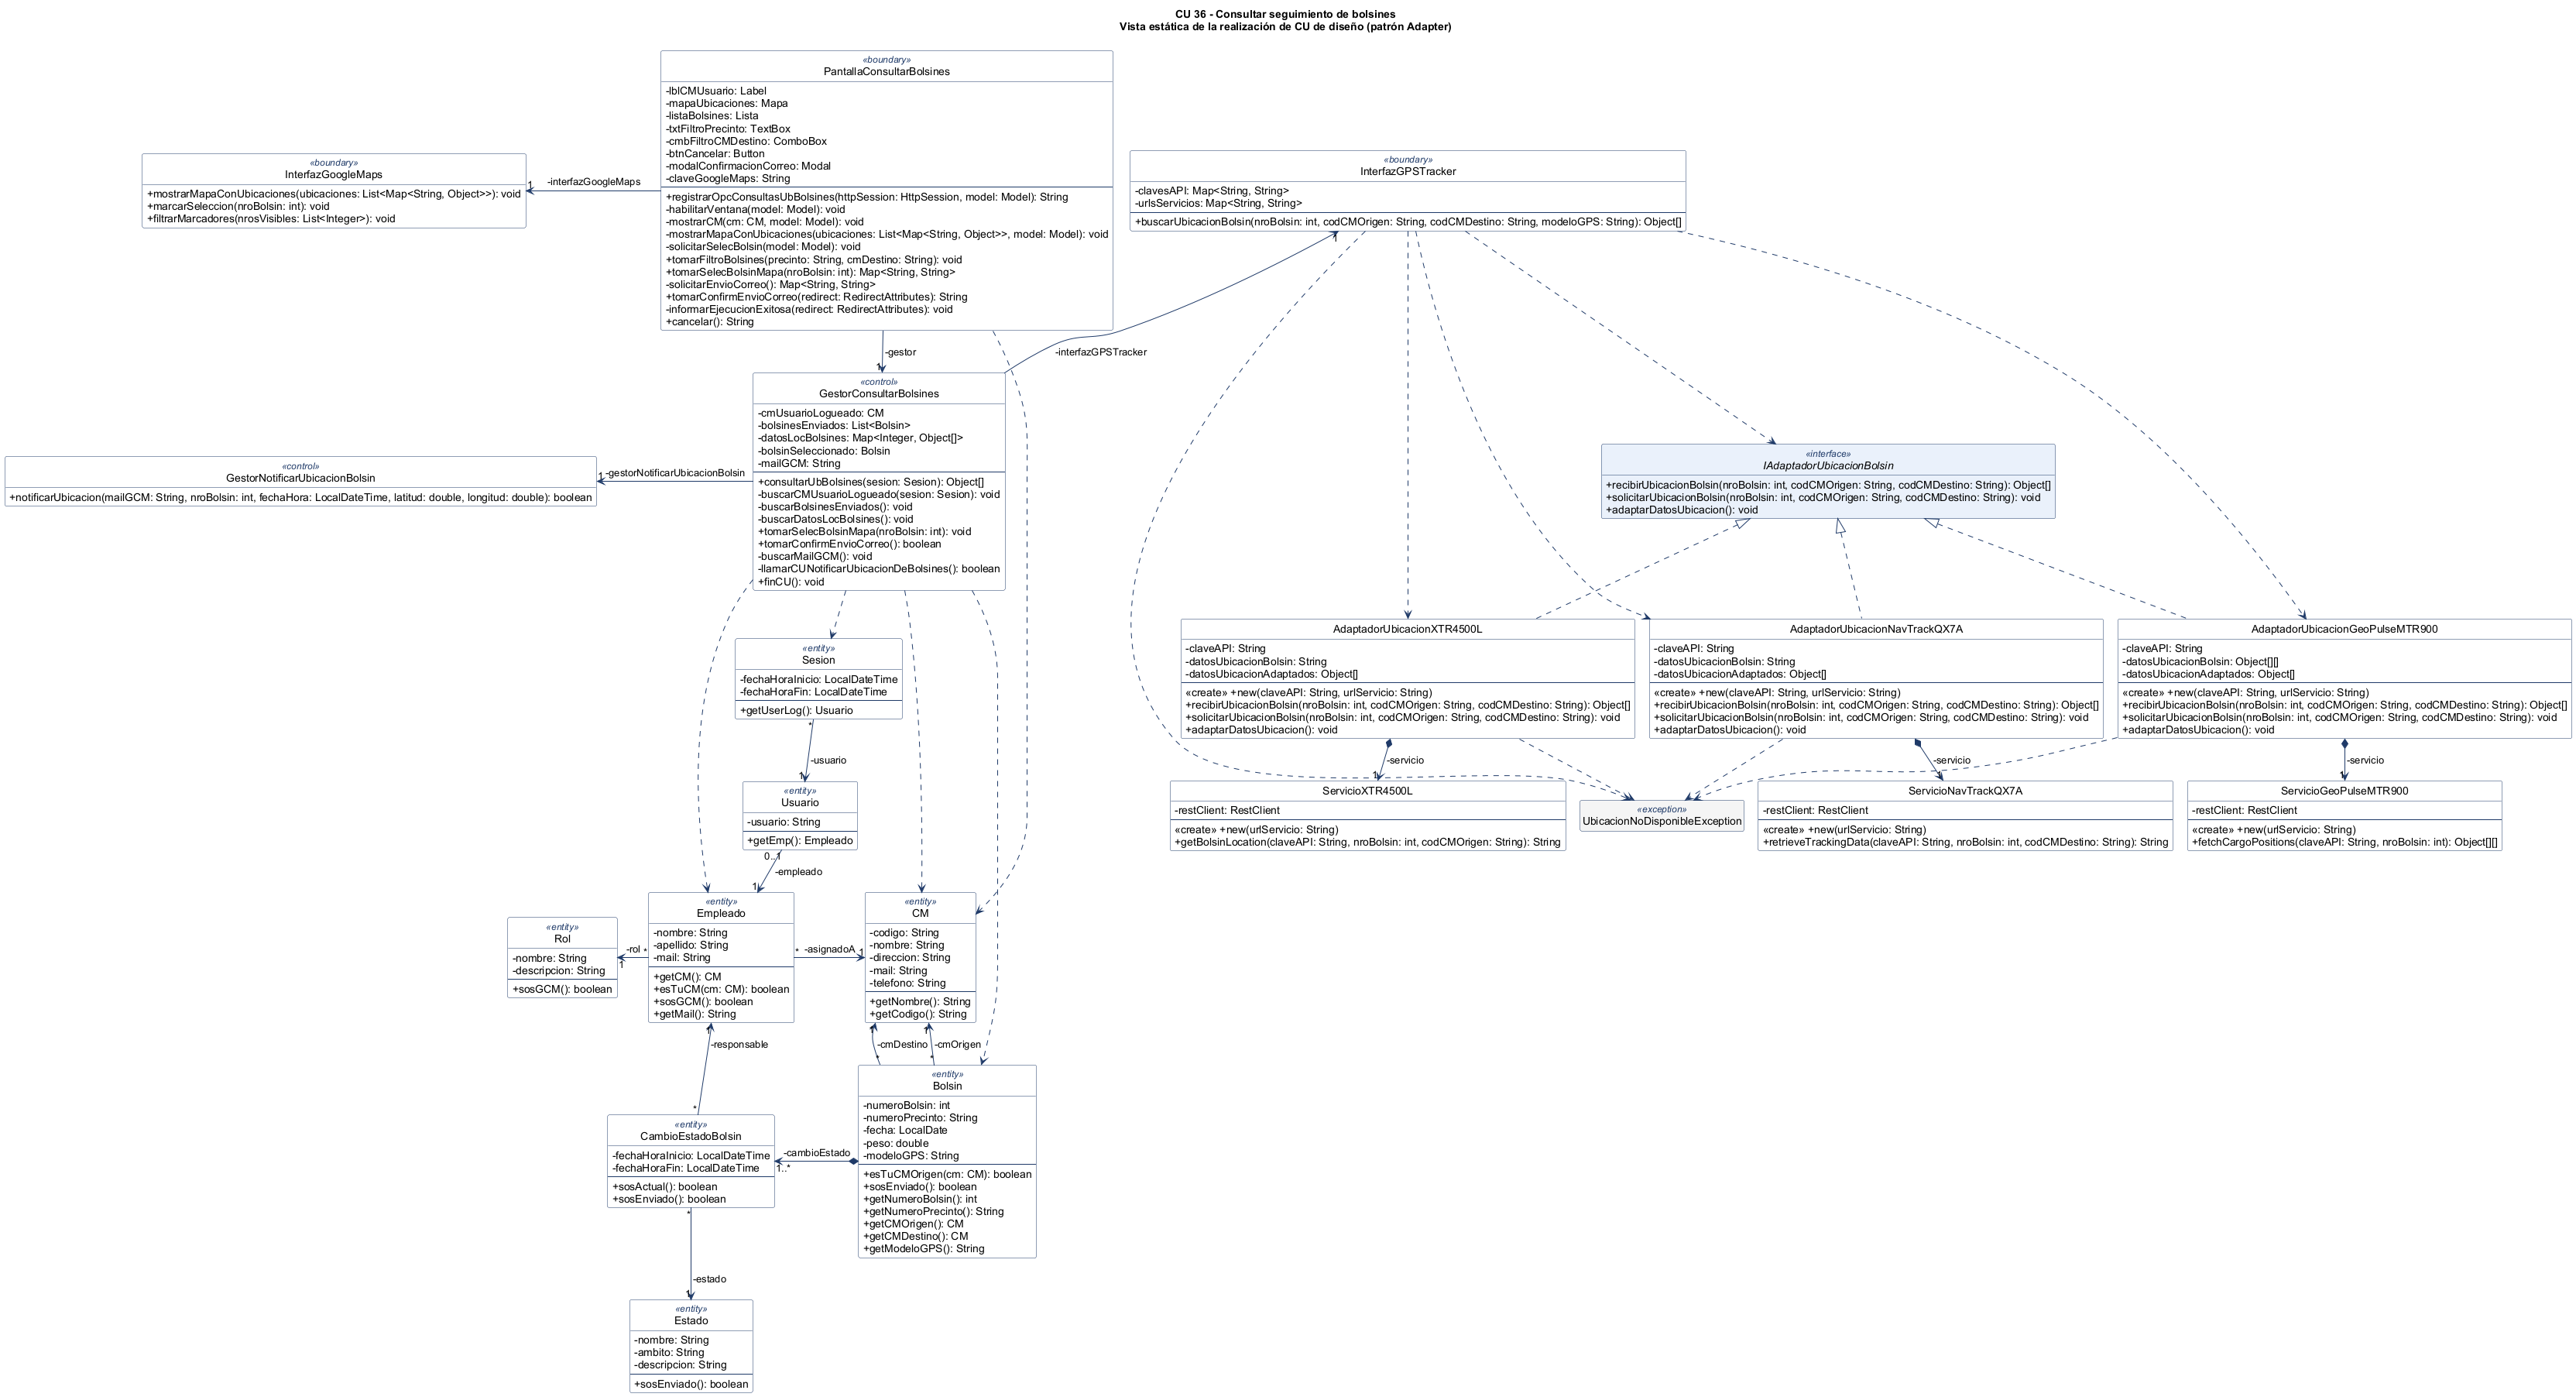 CU 36 - Consultar seguimiento de bolsines
Vista estática de la realización de CU de diseño (patrón Adapter)
«boundary»
PantallaConsultarBolsines
-lblCMUsuario: Label
-mapaUbicaciones: Mapa
-listaBolsines: Lista
-txtFiltroPrecinto: TextBox
-cmbFiltroCMDestino: ComboBox
-btnCancelar: Button
-modalConfirmacionCorreo: Modal
-claveGoogleMaps: String
+registrarOpcConsultasUbBolsines(httpSession: HttpSession, model: Model): String
-habilitarVentana(model: Model): void
-mostrarCM(cm: CM, model: Model): void
-mostrarMapaConUbicaciones(ubicaciones: List<Map<String, Object>>, model: Model): void
-solicitarSelecBolsin(model: Model): void
+tomarFiltroBolsines(precinto: String, cmDestino: String): void
+tomarSelecBolsinMapa(nroBolsin: int): Map<String, String>
-solicitarEnvioCorreo(): Map<String, String>
+tomarConfirmEnvioCorreo(redirect: RedirectAttributes): String
-informarEjecucionExitosa(redirect: RedirectAttributes): void
+cancelar(): String
«boundary»
InterfazGoogleMaps
+mostrarMapaConUbicaciones(ubicaciones: List<Map<String, Object>>): void
+marcarSeleccion(nroBolsin: int): void
+filtrarMarcadores(nrosVisibles: List<Integer>): void
1
-interfazGoogleMaps
«boundary»
InterfazGPSTracker
-clavesAPI: Map<String, String>
-urlsServicios: Map<String, String>
+buscarUbicacionBolsin(nroBolsin: int, codCMOrigen: String, codCMDestino: String, modeloGPS: String): Object[]
1
-gestor
1
-interfazGPSTracker
«control»
GestorConsultarBolsines
-cmUsuarioLogueado: CM
-bolsinesEnviados: List<Bolsin>
-datosLocBolsines: Map<Integer, Object[]>
-bolsinSeleccionado: Bolsin
-mailGCM: String
+consultarUbBolsines(sesion: Sesion): Object[]
-buscarCMUsuarioLogueado(sesion: Sesion): void
-buscarBolsinesEnviados(): void
-buscarDatosLocBolsines(): void
+tomarSelecBolsinMapa(nroBolsin: int): void
+tomarConfirmEnvioCorreo(): boolean
-buscarMailGCM(): void
-llamarCUNotificarUbicacionDeBolsines(): boolean
+finCU(): void
«control»
GestorNotificarUbicacionBolsin
+notificarUbicacion(mailGCM: String, nroBolsin: int, fechaHora: LocalDateTime, latitud: double, longitud: double): boolean
1
-gestorNotificarUbicacionBolsin
«interface»
IAdaptadorUbicacionBolsin
+recibirUbicacionBolsin(nroBolsin: int, codCMOrigen: String, codCMDestino: String): Object[]
+solicitarUbicacionBolsin(nroBolsin: int, codCMOrigen: String, codCMDestino: String): void
+adaptarDatosUbicacion(): void
«entity»
Sesion
-fechaHoraInicio: LocalDateTime
-fechaHoraFin: LocalDateTime
+getUserLog(): Usuario
*
-usuario
1
AdaptadorUbicacionXTR4500L
-claveAPI: String
-datosUbicacionBolsin: String
-datosUbicacionAdaptados: Object[]
«create» +new(claveAPI: String, urlServicio: String)
+recibirUbicacionBolsin(nroBolsin: int, codCMOrigen: String, codCMDestino: String): Object[]
+solicitarUbicacionBolsin(nroBolsin: int, codCMOrigen: String, codCMDestino: String): void
+adaptarDatosUbicacion(): void
AdaptadorUbicacionNavTrackQX7A
-claveAPI: String
-datosUbicacionBolsin: String
-datosUbicacionAdaptados: Object[]
«create» +new(claveAPI: String, urlServicio: String)
+recibirUbicacionBolsin(nroBolsin: int, codCMOrigen: String, codCMDestino: String): Object[]
+solicitarUbicacionBolsin(nroBolsin: int, codCMOrigen: String, codCMDestino: String): void
+adaptarDatosUbicacion(): void
AdaptadorUbicacionGeoPulseMTR900
-claveAPI: String
-datosUbicacionBolsin: Object[][]
-datosUbicacionAdaptados: Object[]
«create» +new(claveAPI: String, urlServicio: String)
+recibirUbicacionBolsin(nroBolsin: int, codCMOrigen: String, codCMDestino: String): Object[]
+solicitarUbicacionBolsin(nroBolsin: int, codCMOrigen: String, codCMDestino: String): void
+adaptarDatosUbicacion(): void
-servicio
1
-servicio
1
-servicio
1
ServicioXTR4500L
-restClient: RestClient
«create» +new(urlServicio: String)
+getBolsinLocation(claveAPI: String, nroBolsin: int, codCMOrigen: String): String
«exception»
UbicacionNoDisponibleException
ServicioNavTrackQX7A
-restClient: RestClient
«create» +new(urlServicio: String)
+retrieveTrackingData(claveAPI: String, nroBolsin: int, codCMDestino: String): String
ServicioGeoPulseMTR900
-restClient: RestClient
«create» +new(urlServicio: String)
+fetchCargoPositions(claveAPI: String, nroBolsin: int): Object[][]
«entity»
Usuario
-usuario: String
+getEmp(): Empleado
0..1
-empleado
1
«entity»
Rol
-nombre: String
-descripcion: String
+sosGCM(): boolean
-rol
*
1
«entity»
Empleado
-nombre: String
-apellido: String
-mail: String
+getCM(): CM
+esTuCM(cm: CM): boolean
+sosGCM(): boolean
+getMail(): String
*
-asignadoA
1
«entity»
CM
-codigo: String
-nombre: String
-direccion: String
-mail: String
-telefono: String
+getNombre(): String
+getCodigo(): String
1
-responsable
*
1
-cmDestino
*
1
-cmOrigen
*
«entity»
Bolsin
-numeroBolsin: int
-numeroPrecinto: String
-fecha: LocalDate
-peso: double
-modeloGPS: String
+esTuCMOrigen(cm: CM): boolean
+sosEnviado(): boolean
+getNumeroBolsin(): int
+getNumeroPrecinto(): String
+getCMOrigen(): CM
+getCMDestino(): CM
+getModeloGPS(): String
«entity»
CambioEstadoBolsin
-fechaHoraInicio: LocalDateTime
-fechaHoraFin: LocalDateTime
+sosActual(): boolean
+sosEnviado(): boolean
-cambioEstado
1..*
*
-estado
1
«entity»
Estado
-nombre: String
-ambito: String
-descripcion: String
+sosEnviado(): boolean